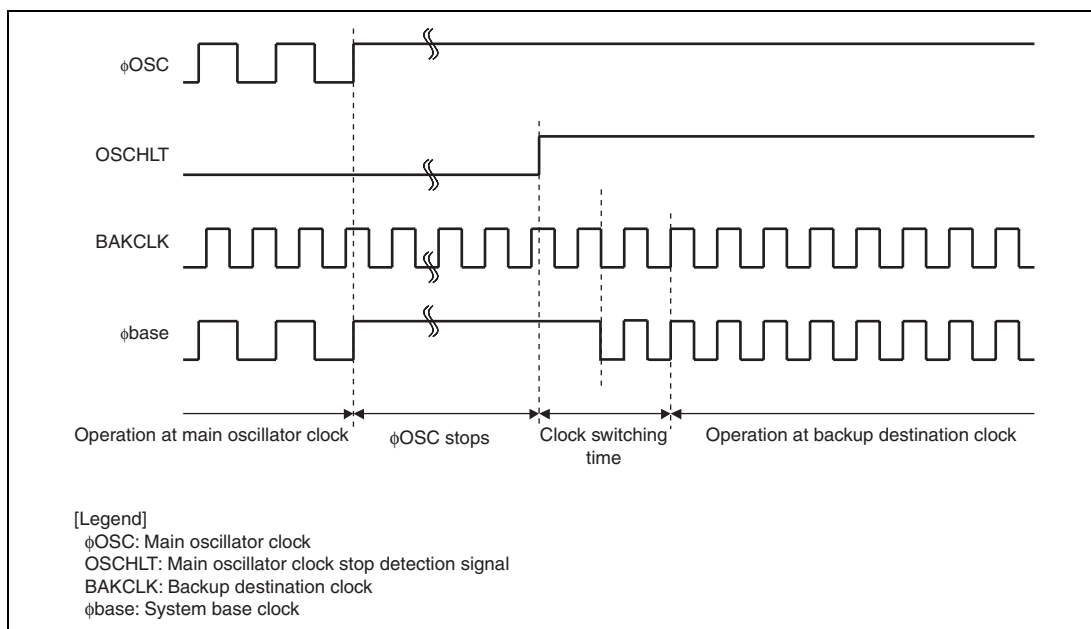 φOSC
OSCHLT
BAKCLK
φbase
Operation at main oscillator clock
φOSC stops
Clock switching
time
Operation at backup destination clock
[Legend]
φOSC: Main oscillator clock
OSCHLT: Main oscillator clock stop detection signal
BAKCLK: Backup destination clock
φbase: System base clock